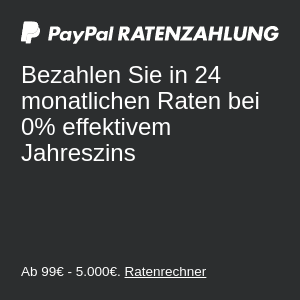 PayPal RATENZAHLUNG
Bezahlen Sie in 24
monatlichen Raten bei
0% effektivem
Jahreszins
Ab 99€ - 5.000€. Ratenrechner